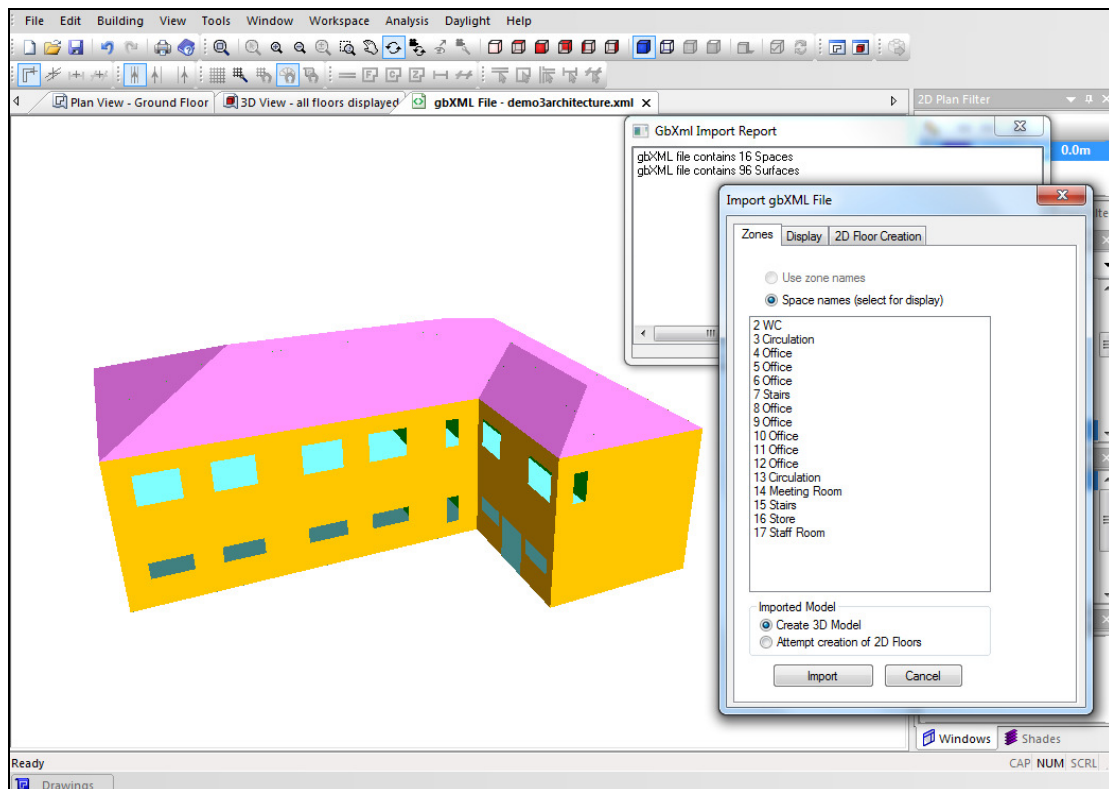 File Edit Building View Tools Window Workspace Analysis Daylight Help
Plan View - Ground Floor 3D View - all floors displayed gbXML File - demo3architecture.xml
2D Plan Filter
0.0m
GbXml Import Report
gbXML file contains 16 Spaces
gbXML file contains 96 Surfaces
Import gbXML File
Zones Display 2D Floor Creation
Use zone names
Space names (select for display)
2 WC
3 Circulation
4 Office
5 Office
6 Office
7 Stairs
8 Office
9 Office
10 Office
11 Office
12 Office
13 Circulation
14 Meeting Room
15 Stairs
16 Store
17 Staff Room
Imported Model
Create 3D Model
Attempt creation of 2D Floors
Import Cancel
Windows Shades
Ready CAP NUM SCRL
Drawings